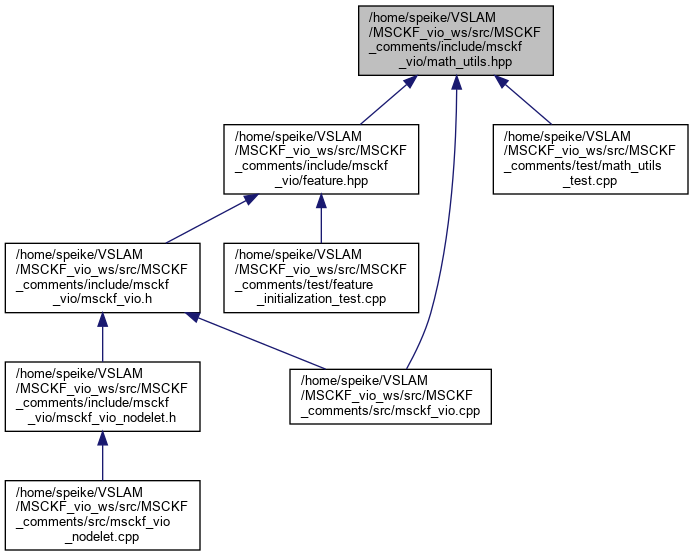 /home/speike/VSLAM
/MSCKF_vio_ws/src/MSCKF
_comments/include/msckf
_vio/math_utils.hpp
/home/speike/VSLAM
/MSCKF_vio_ws/src/MSCKF
_comments/include/msckf
_vio/feature.hpp
/home/speike/VSLAM
/MSCKF_vio_ws/src/MSCKF
_comments/test/math_utils
_test.cpp
/home/speike/VSLAM
/MSCKF_vio_ws/src/MSCKF
_comments/include/msckf
_vio/msckf_vio.h
/home/speike/VSLAM
/MSCKF_vio_ws/src/MSCKF
_comments/test/feature
_initialization_test.cpp
/home/speike/VSLAM
/MSCKF_vio_ws/src/MSCKF
_comments/include/msckf
_vio/msckf_vio_nodelet.h
/home/speike/VSLAM
/MSCKF_vio_ws/src/MSCKF
_comments/src/msckf_vio.cpp
/home/speike/VSLAM
/MSCKF_vio_ws/src/MSCKF
_comments/src/msckf_vio
_nodelet.cpp